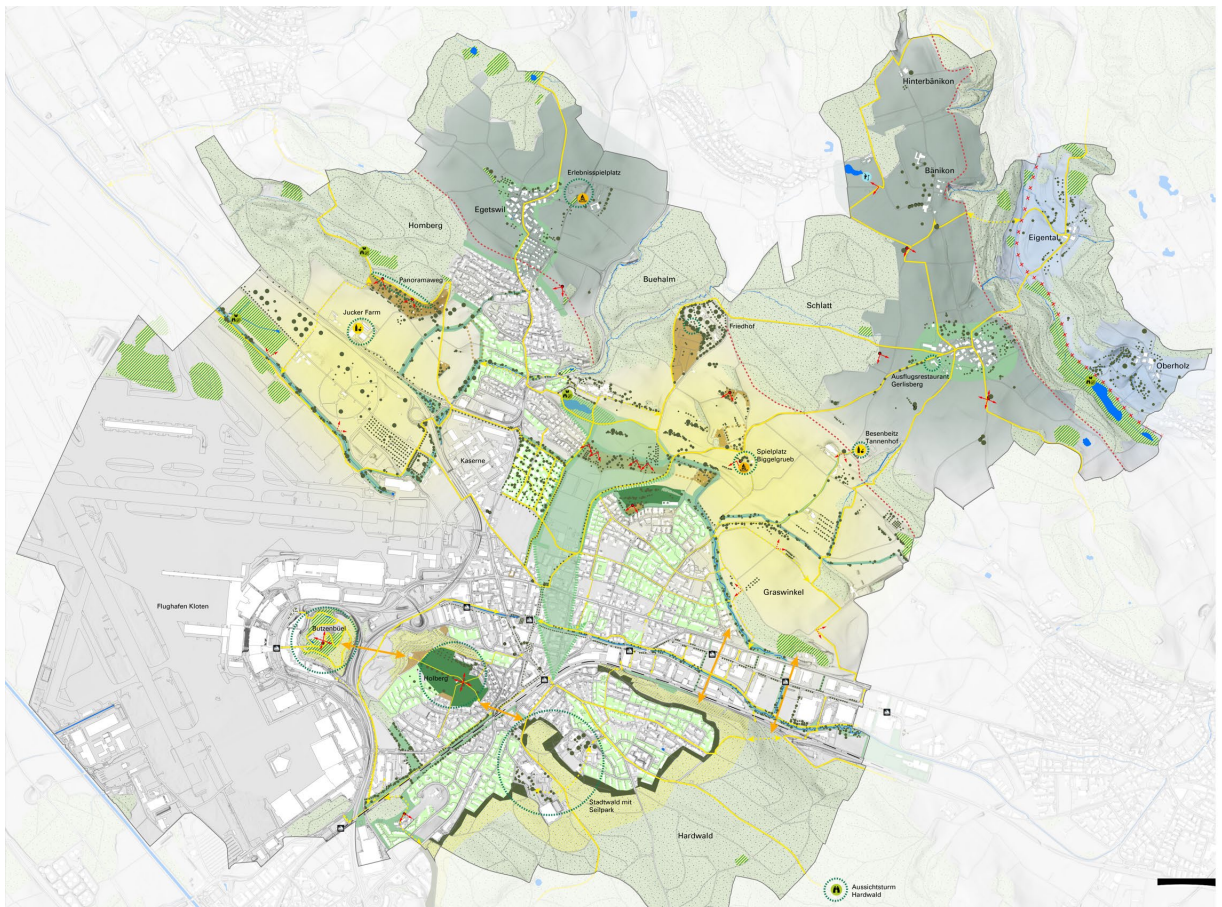 Hinterbänikon
Bänikon
Erlebnisspielplatz
Egetswil
Homberg
Eigental
Panoramaweg
Buehalm
Schlatt
Jucker Farm
Friedhof
Oberholz
Ausflugsrestaurant
Gerlisberg
Besenbeitz
Tannenhof
Kaserne
Spielplatz
Biggelgrueb
Graswinkel
Flughafen Kloten
Butzenbüel
Holberg
Stadtwald mit
Seilpark
Hardwald
Aussichtsturm
Hardwald